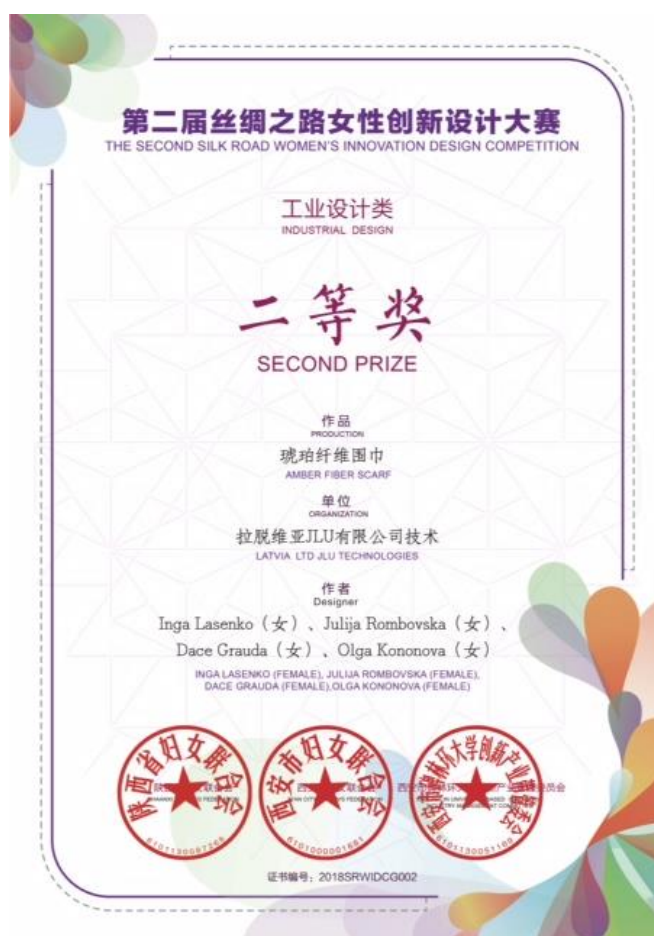 第二届丝绸之路女性创新设计大赛
THE SECOND SILK ROAD WOMEN'S INNOVATION DESIGN COMPETITION
工业设计类
INDUSTRIAL DESIGN
二等奖
SECOND PRIZE
作品
PRODUCTION
琥珀纤维围巾
AMBER FIBER SCARF
单位
ORGANIZATION
拉脱维亚JLU有限公司技术
LATVIA LTD JLU TECHNOLOGIES
作者
Designer
Inga Lasenko（女）、Julija Rombovska（女）、
Dace Grauda（女）、Olga Kononova（女）
INGA LASENKO (FEMALE), JULIJA ROMBOVSKA (FEMALE),
DACE GRAUDA (FEMALE),OLGA KONONOVA (FEMALE)
陕西省妇女联合会
西安市妇女联合会
证书编号：2018SRWIDCG002